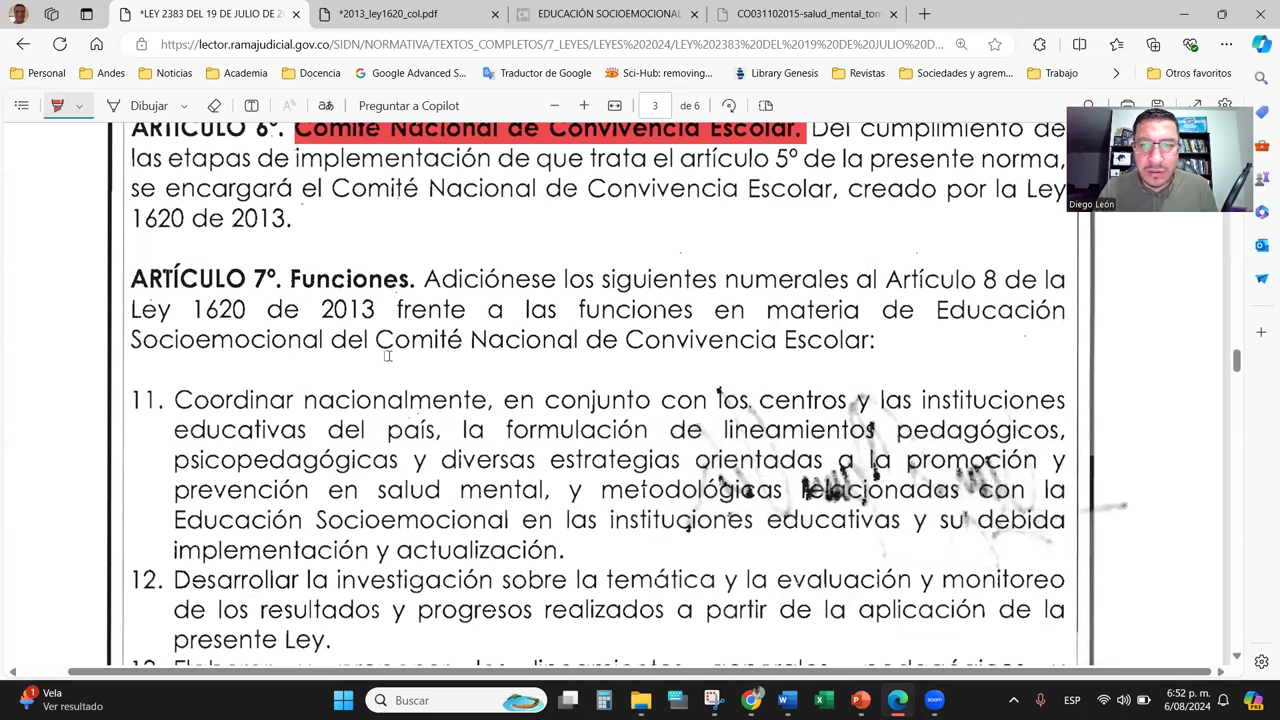 *LEY 2383 DEL 19 DE JULIO DE 2
*2013_ley1620_col.pdf
EDUCACIÓN SOCIOEMOCIONAL
CO031102015-salud_mental_tom
https://lector.ramajudicial.gov.co/SIDN/NORMATIVA/TEXTOS_COMPLETOS/7_LEYES/LEYES%202024/LEY%202383%20DEL%2019%20DE%20JULIO%20D...
Personal
Andes
Noticias
Academia
Docencia
Google Advanced S...
Traductor de Google
Sci-Hub: removing...
Library Genesis
Revistas
Sociedades y agrem...
Trabajo
Otros favoritos
Dibujar
Preguntar a Copilot
3
de 6
ARTÍCULO 6º. Comité Nacional de Convivencia Escolar. Del cumplimiento de
las etapas de implementación de que trata el artículo 5º de la presente norma,
se encargará el Comité Nacional de Convivencia Escolar, creado por la Ley
1620 de 2013.
Diego León
ARTÍCULO 7º. Funciones. Adiciónese los siguientes numerales al Artículo 8 de la
Ley 1620 de 2013 frente a las funciones en materia de Educación
Socioemocional del Comité Nacional de Convivencia Escolar:
11. Coordinar nacionalmente, en conjunto con los centros y las instituciones
educativas del país, la formulación de lineamientos pedagógicos,
psicopedagógicas y diversas estrategias orientadas a la promoción y
prevención en salud mental, y metodológicas relacionadas con la
Educación Socioemocional en las instituciones educativas y su debida
implementación y actualización.
12. Desarrollar la investigación sobre la temática y la evaluación y monitoreo
de los resultados y progresos realizados a partir de la aplicación de la
presente Ley.
1
Vela
Ver resultado
Buscar
ESP
6:52 p. m.
6/08/2024